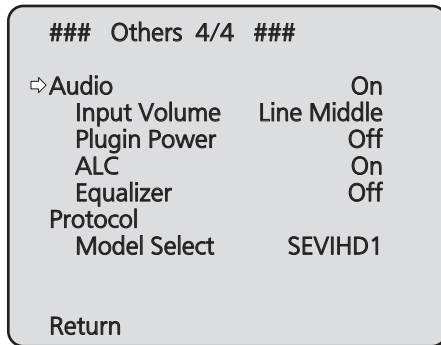 ### Others 4/4 ###
⇨Audio On
Input Volume Line Middle
Plugin Power Off
ALC On
Equalizer Off
Protocol
Model Select SEVIHD1
Return